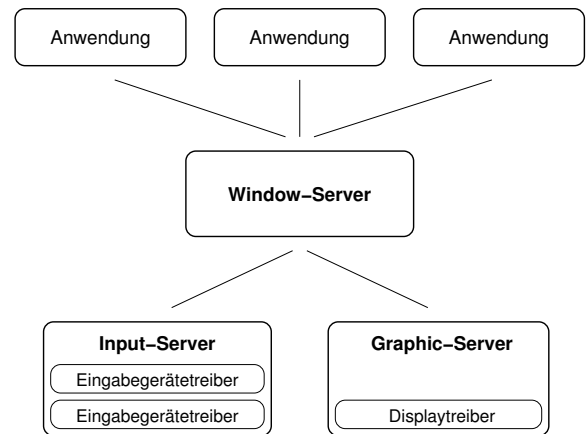 Anwendung
Anwendung
Anwendung
Window–Server
Input–Server
Eingabegerätetreiber
Eingabegerätetreiber
Graphic–Server
Displaytreiber